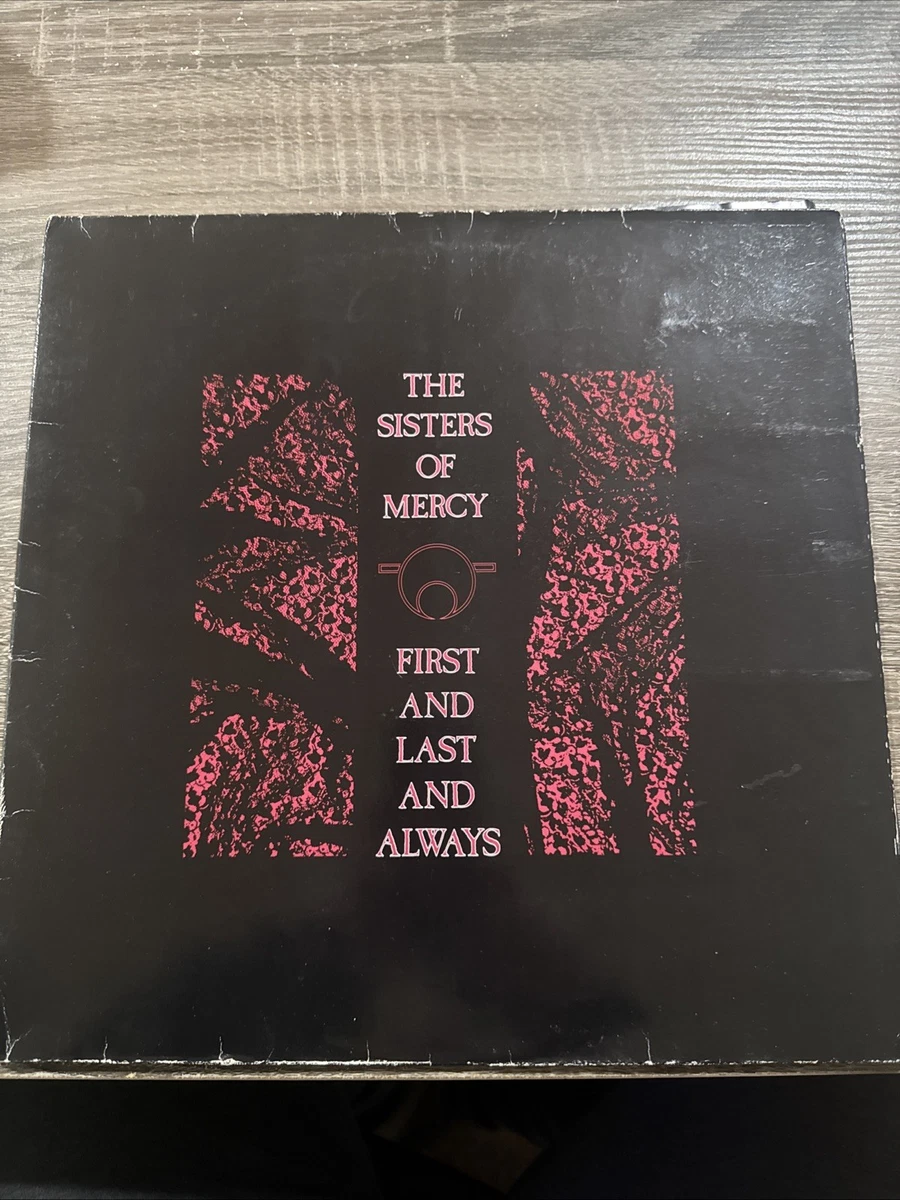 THE
SISTERS
OF
MERCY
FIRST
AND
LAST
AND
ALWAYS